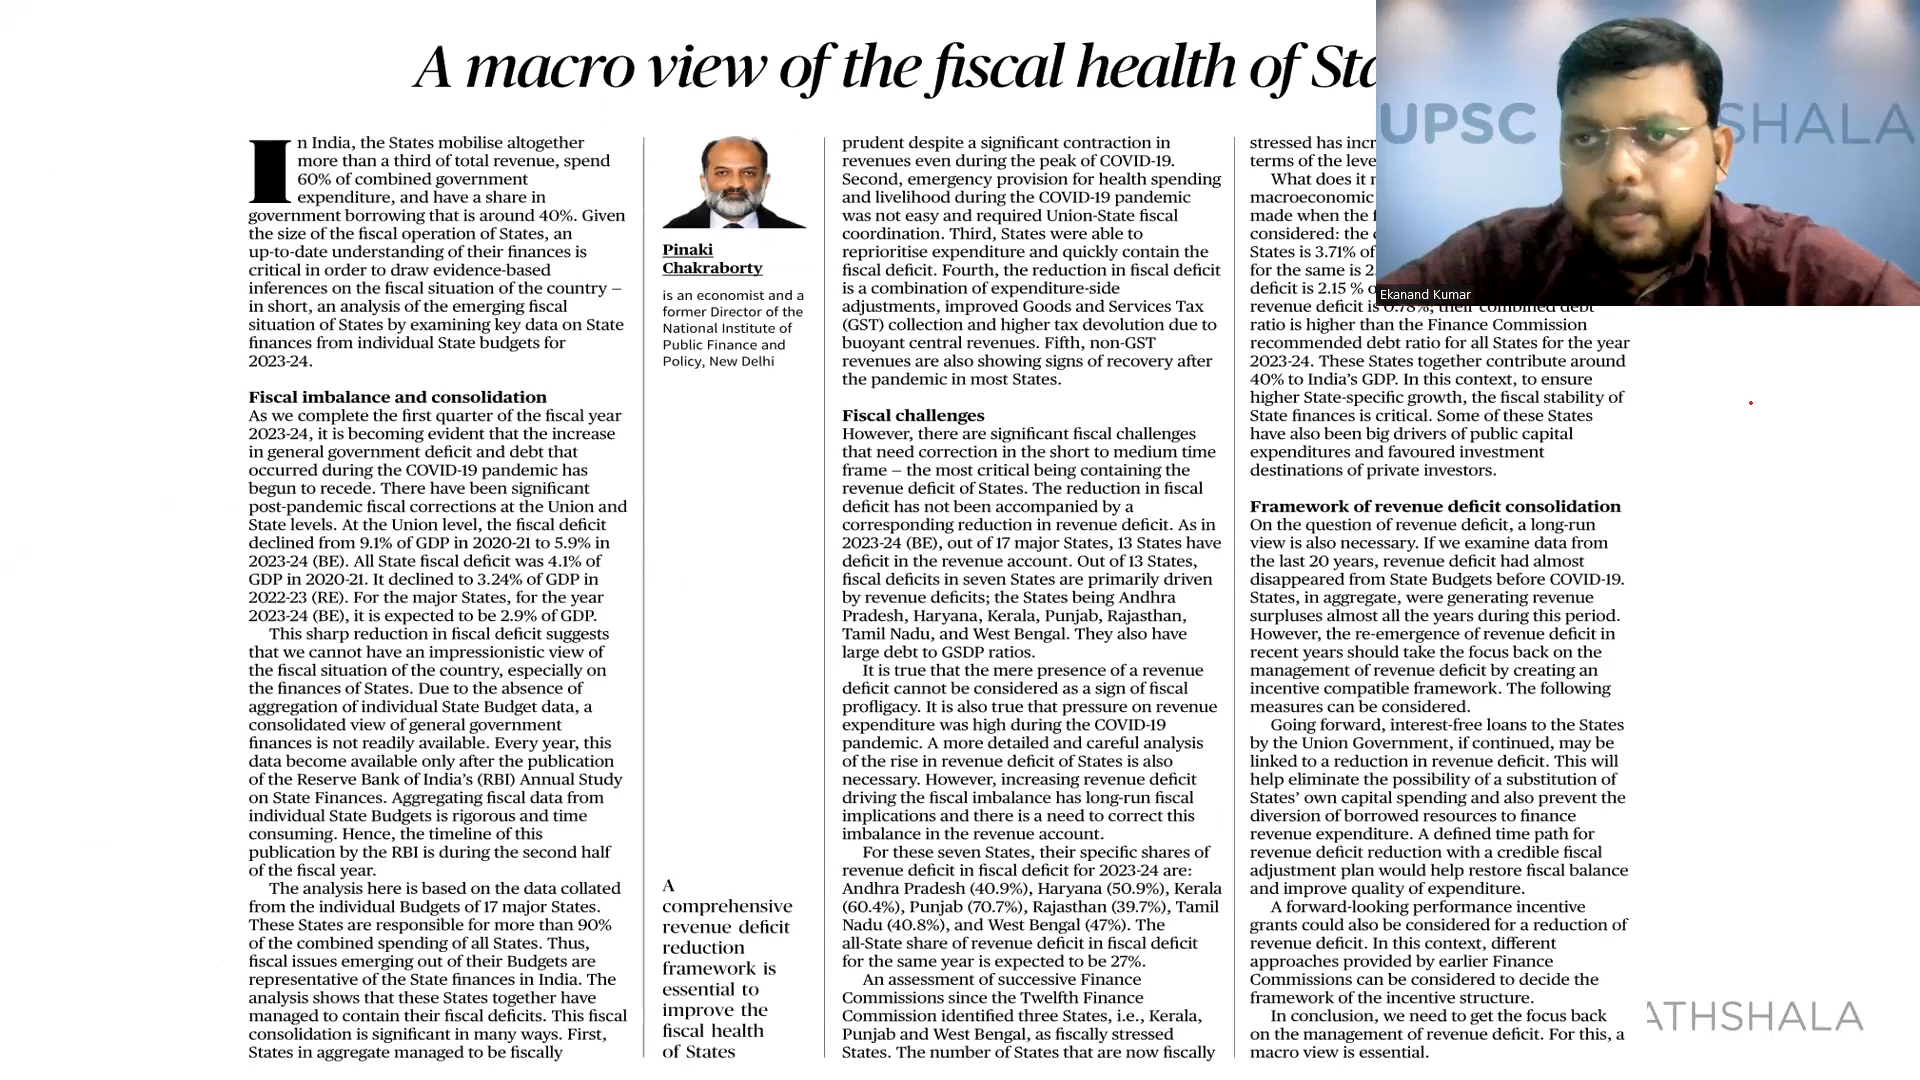 A macro view of the fiscal health of
In India, the States mobilise altogether
more than a third of total revenue, spend
60% of combined government
expenditure, and have a share in
government borrowing that is around 40%. Given
the size of the fiscal operation of States, an
up-to-date understanding of their finances is
critical in order to draw evidence-based
inferences on the fiscal situation of the country –
in short, an analysis of the emerging fiscal
situation of States by examining key data on State
finances from individual State budgets for
2023-24.
Fiscal imbalance and consolidation
As we complete the first quarter of the fiscal year
2023-24, it is becoming evident that the increase
in general government deficit and debt that
occurred during the COVID-19 pandemic has
begun to recede. There have been significant
post-pandemic fiscal corrections at the Union and
State levels. At the Union level, the fiscal deficit
declined from 9.1% of GDP in 2020-21 to 5.9% in
2023-24 (BE). All State fiscal deficit was 4.1% of
GDP in 2020-21. It declined to 3.24% of GDP in
2022-23 (RE). For the major States, for the year
2023-24 (BE), it is expected to be 2.9% of GDP.
This sharp reduction in fiscal deficit suggests
that we cannot have an impressionistic view of
the fiscal situation of the country, especially on
the finances of States. Due to the absence of
aggregation of individual State Budget data, a
consolidated view of general government
finances is not readily available. Every year, this
data become available only after the publication
of the Reserve Bank of India's (RBI) Annual Study
on State Finances. Aggregating fiscal data from
individual State Budgets is rigorous and time
consuming. Hence, the timeline of this
publication by the RBI is during the second half
of the fiscal year.
The analysis here is based on the data collated
from the individual Budgets of 17 major States.
These States are responsible for more than 90%
of the combined spending of all States. Thus,
fiscal issues emerging out of their Budgets are
representative of the State finances in India. The
analysis shows that these States together have
managed to contain their fiscal deficits. This fiscal
consolidation is significant in many ways. First,
States in aggregate managed to be fiscally
Pinaki
Chakraborty
is an economist and a
former Director of the
National Institute of
Public Finance and
Policy, New Delhi
A
comprehensive
revenue deficit
reduction
framework is
essential to
improve the
fiscal health
of States
prudent despite a significant contraction in
revenues even during the peak of COVID-19.
Second, emergency provision for health spending
and livelihood during the COVID-19 pandemic
was not easy and required Union-State fiscal
coordination. Third, States were able to
reprioritise expenditure and quickly contain the
fiscal deficit. Fourth, the reduction in fiscal deficit
is a combination of expenditure-side
adjustments, improved Goods and Services Tax
(GST) collection and higher tax devolution due to
buoyant central revenues. Fifth, non-GST
revenues are also showing signs of recovery after
the pandemic in most States.
Fiscal challenges
However, there are significant fiscal challenges
that need correction in the short to medium time
frame – the most critical being containing the
revenue deficit of States. The reduction in fiscal
deficit has not been accompanied by a
corresponding reduction in revenue deficit. As in
2023-24 (BE), out of 17 major States, 13 States have
deficit in the revenue account. Out of 13 States,
fiscal deficits in seven States are primarily driven
by revenue deficits; the States being Andhra
Pradesh, Haryana, Kerala, Punjab, Rajasthan,
Tamil Nadu, and West Bengal. They also have
large debt to GSDP ratios.
It is true that the mere presence of a revenue
deficit cannot be considered as a sign of fiscal
profligacy. It is also true that pressure on revenue
expenditure was high during the COVID-19
pandemic. A more detailed and careful analysis
of the rise in revenue deficit of States is also
necessary. However, increasing revenue deficit
driving the fiscal imbalance has long-run fiscal
implications and there is a need to correct this
imbalance in the revenue account.
For these seven States, their specific shares of
revenue deficit in fiscal deficit for 2023-24 are:
Andhra Pradesh (40.9%), Haryana (50.9%), Kerala
(60.4%), Punjab (70.7%), Rajasthan (39.7%), Tamil
Nadu (40.8%), and West Bengal (47%). The
all-State share of revenue deficit in fiscal deficit
for the same year is expected to be 27%.
An assessment of successive Finance
Commissions since the Twelfth Finance
Commission identified three States, i.e., Kerala,
Punjab and West Bengal, as fiscally stressed
States. The number of States that are now fiscally
stressed has
terms of the
What does it
macroeconomic
made when the
considered: the
States is 3.71% of
for the same is
deficit is 2.15 %
revenue deficit is 0.78%, their combined debt
ratio is higher than the Finance Commission
recommended debt ratio for all States for the year
2023-24. These States together contribute around
40% to India's GDP. In this context, to ensure
higher State-specific growth, the fiscal stability of
State finances is critical. Some of these States
have also been big drivers of public capital
expenditures and favoured investment
destinations of private investors.
Framework of revenue deficit consolidation
On the question of revenue deficit, a long-run
view is also necessary. If we examine data from
the last 20 years, revenue deficit had almost
disappeared from State Budgets before COVID-19.
States, in aggregate, were generating revenue
surpluses almost all the years during this period.
However, the re-emergence of revenue deficit in
recent years should take the focus back on the
management of revenue deficit by creating an
incentive compatible framework. The following
measures can be considered.
Going forward, interest-free loans to the States
by the Union Government, if continued, may be
linked to a reduction in revenue deficit. This will
help eliminate the possibility of a substitution of
States' own capital spending and also prevent the
diversion of borrowed resources to finance
revenue expenditure. A defined time path for
revenue deficit reduction with a credible fiscal
adjustment plan would help restore fiscal balance
and improve quality of expenditure.
A forward-looking performance incentive
grants could also be considered for a reduction of
revenue deficit. In this context, different
approaches provided by earlier Finance
Commissions can be considered to decide the
framework of the incentive structure.
In conclusion, we need to get the focus back
on the management of revenue deficit. For this, a
macro view is essential.
UPSC SHALA
Ekanand Kumar
ATHSHALA